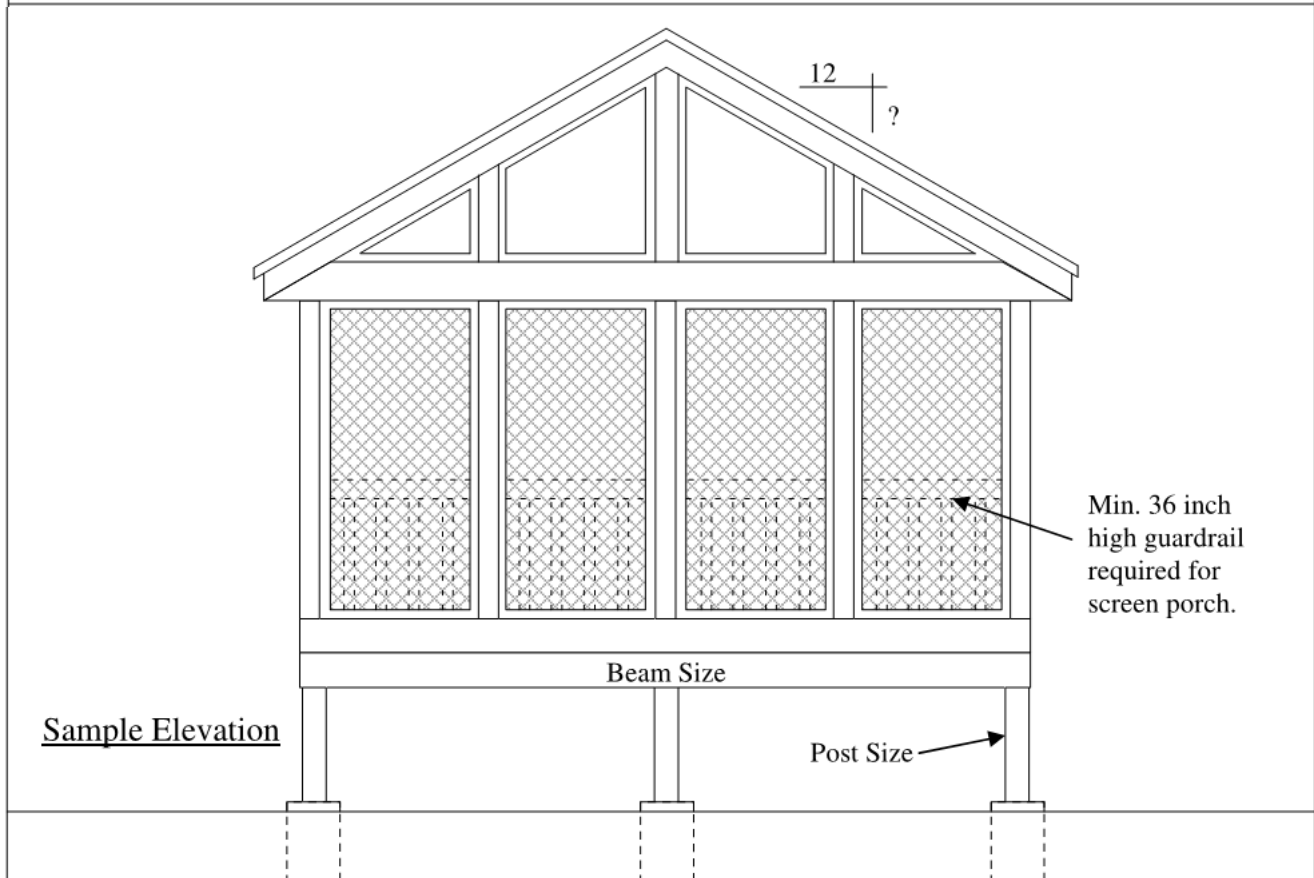 12
?
Min. 36 inch
high guardrail
required for
screen porch.
Beam Size
Sample Elevation
Post Size